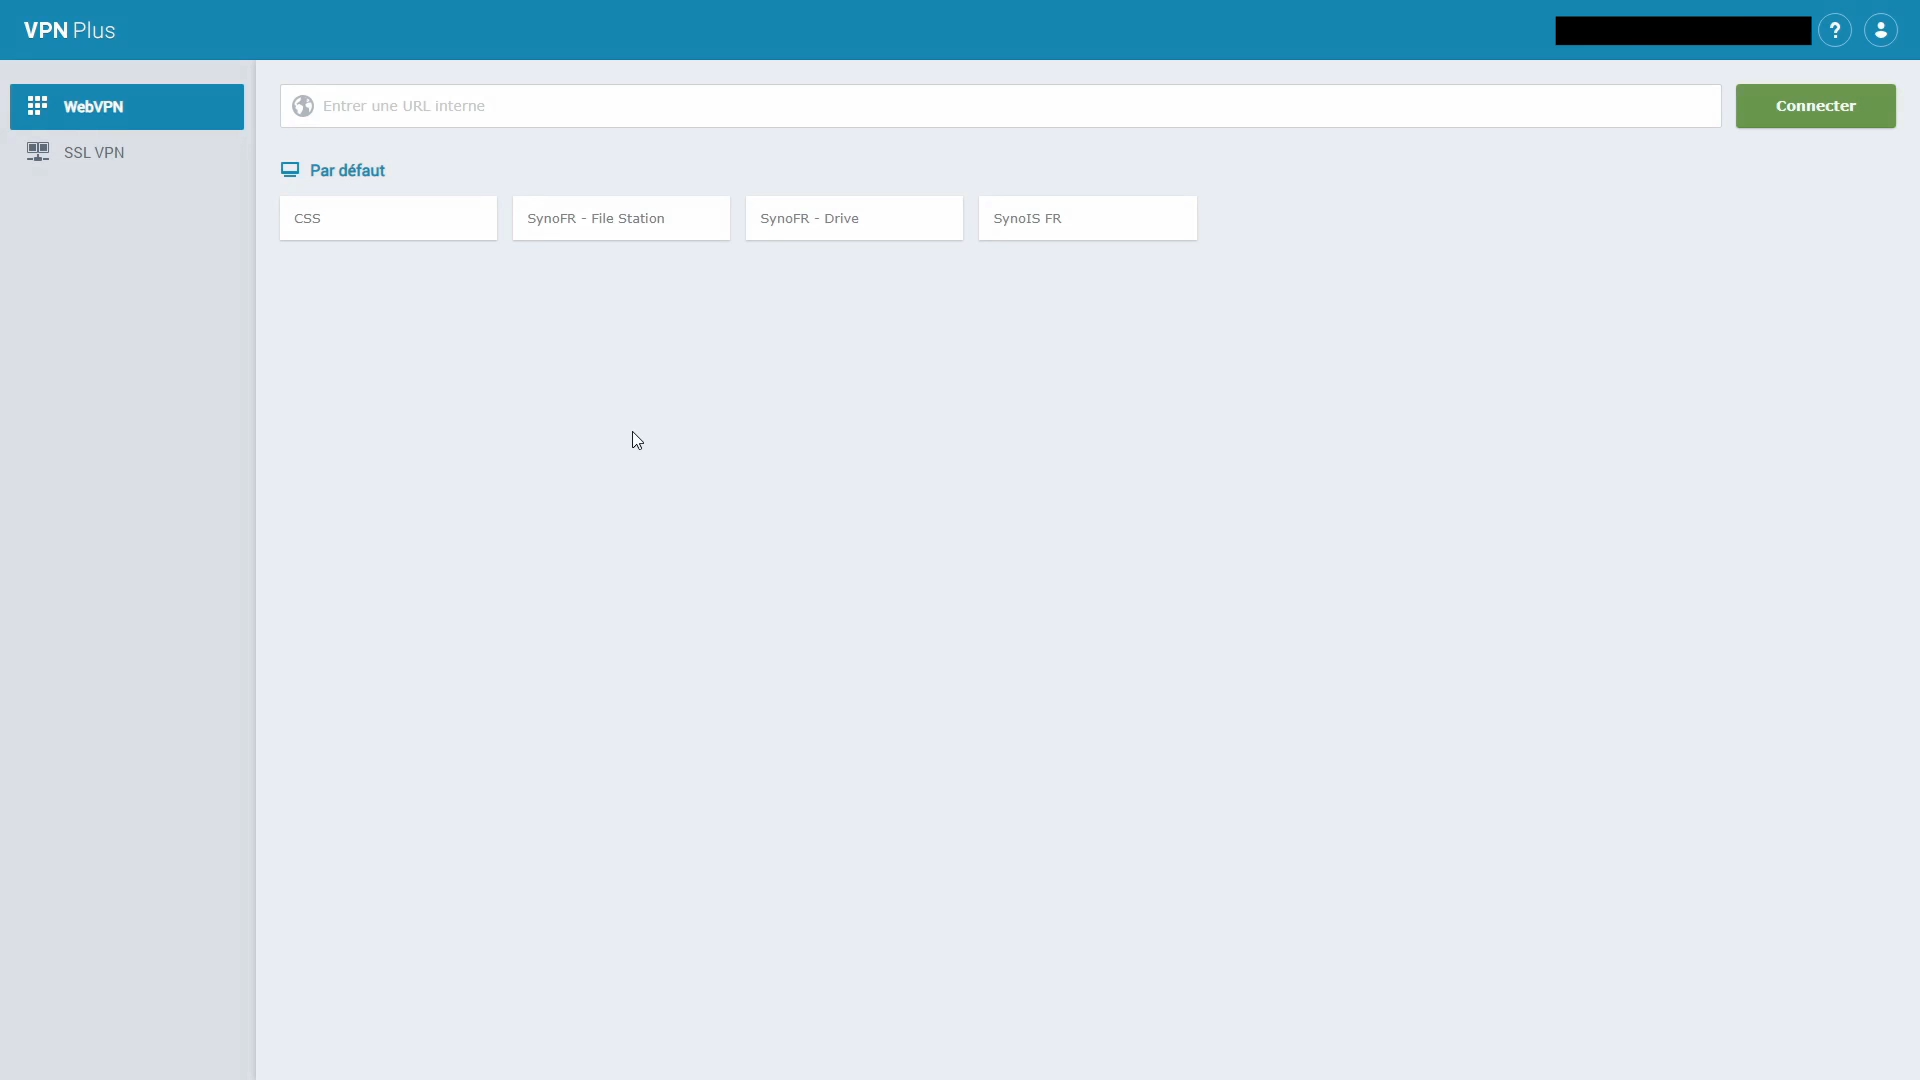 VPN Plus
?
WebVPN
SSL VPN
Entrer une URL interne
Connecter
Par défaut
CSS
SynoFR - File Station
SynoFR - Drive
SynoIS FR